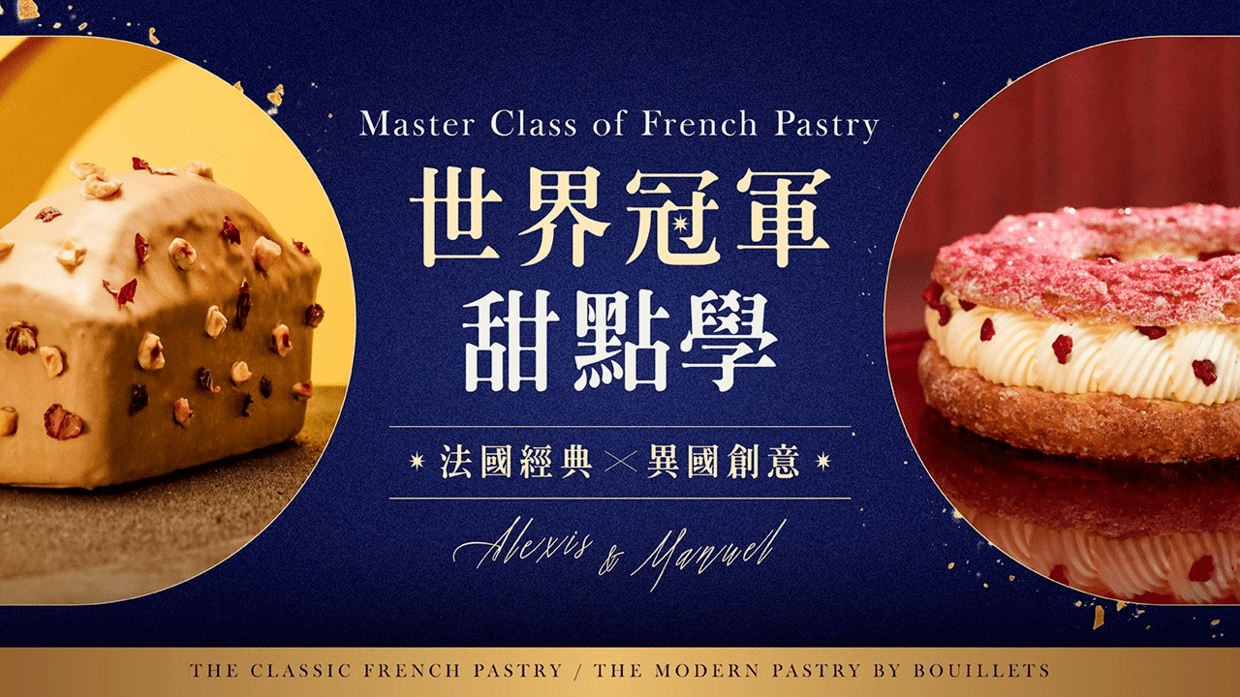 Master Class of French Pastry
世界冠軍
甜點學
法國經典×異國創意
Alexis & Manuel
THE CLASSIC FRENCH PASTRY / THE MODERN PASTRY BY BOUILLETS